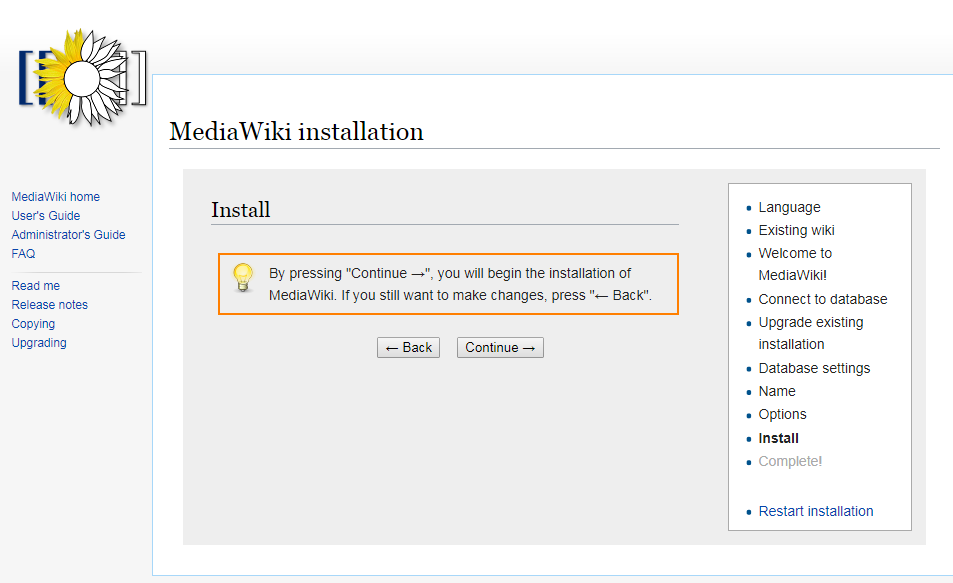 MediaWiki installation
MediaWiki home
User's Guide
Administrator's Guide
FAQ
Read me
Release notes
Copying
Upgrading
Install
By pressing "Continue →", you will begin the installation of
MediaWiki. If you still want to make changes, press "← Back".
← Back
Continue →
Language
Existing wiki
Welcome to
MediaWiki!
Connect to database
Upgrade existing
installation
Database settings
Name
Options
Install
Complete!
Restart installation